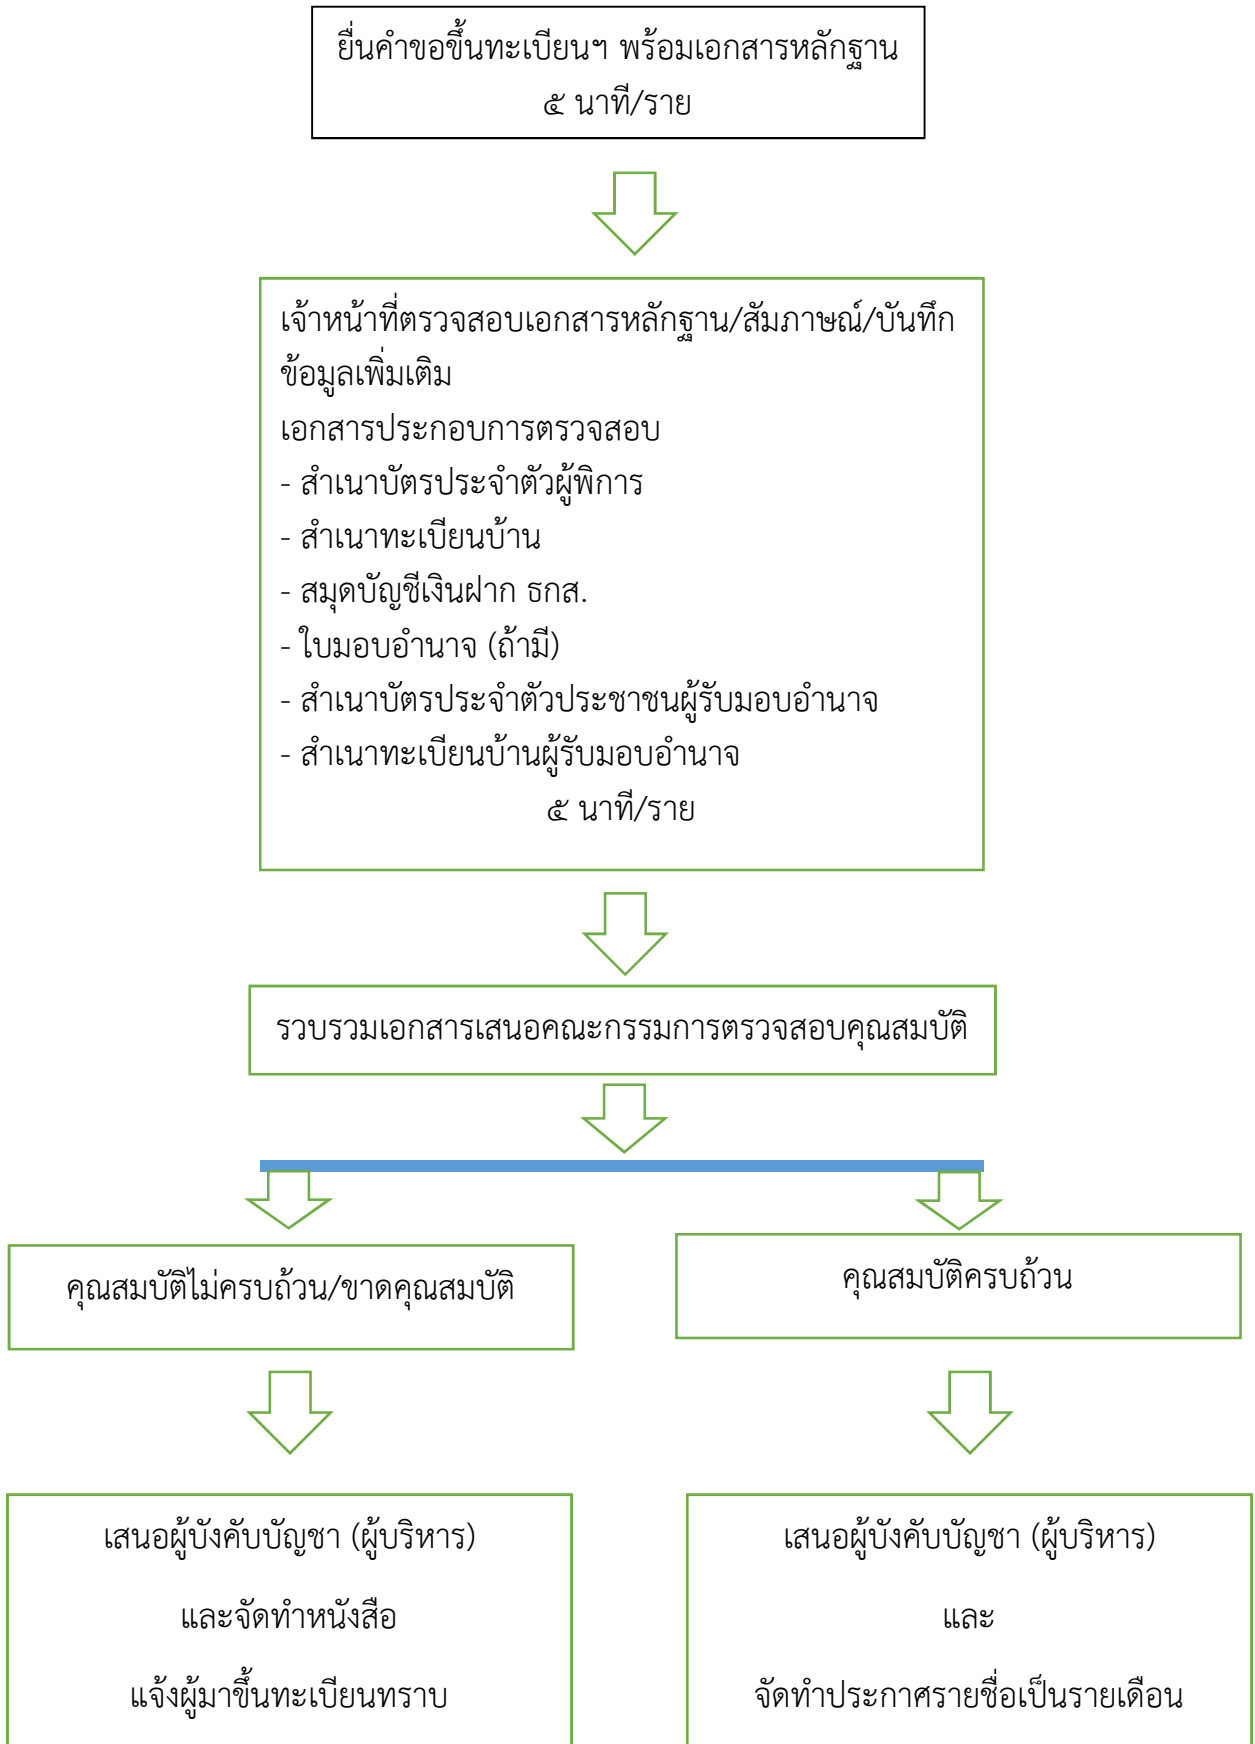 ยื่นคำขอขึ้นทะเบียนฯ พร้อมเอกสารหลักฐาน
๕ นาที/ราย
เจ้าหน้าที่ตรวจสอบเอกสารหลักฐาน/สัมภาษณ์/บันทึก
ข้อมูลเพิ่มเติม
เอกสารประกอบการตรวจสอบ
- สำเนาบัตรประจำตัวผู้พิการ
- สำเนาทะเบียนบ้าน
- สมุดบัญชีเงินฝาก ธกส.
- ใบมอบอำนาจ (ถ้ามี)
- สำเนาบัตรประจำตัวประชาชนผู้รับมอบอำนาจ
- สำเนาทะเบียนบ้านผู้รับมอบอำนาจ
๕ นาที/ราย
รวบรวมเอกสารเสนอคณะกรรมการตรวจสอบคุณสมบัติ
คุณสมบัติไม่ครบถ้วน/ขาดคุณสมบัติ
คุณสมบัติครบถ้วน
เสนอผู้บังคับบัญชา (ผู้บริหาร)
และจัดทำหนังสือ
แจ้งผู้มาขึ้นทะเบียนทราบ
เสนอผู้บังคับบัญชา (ผู้บริหาร)
และ
จัดทำประกาศรายชื่อเป็นรายเดือน